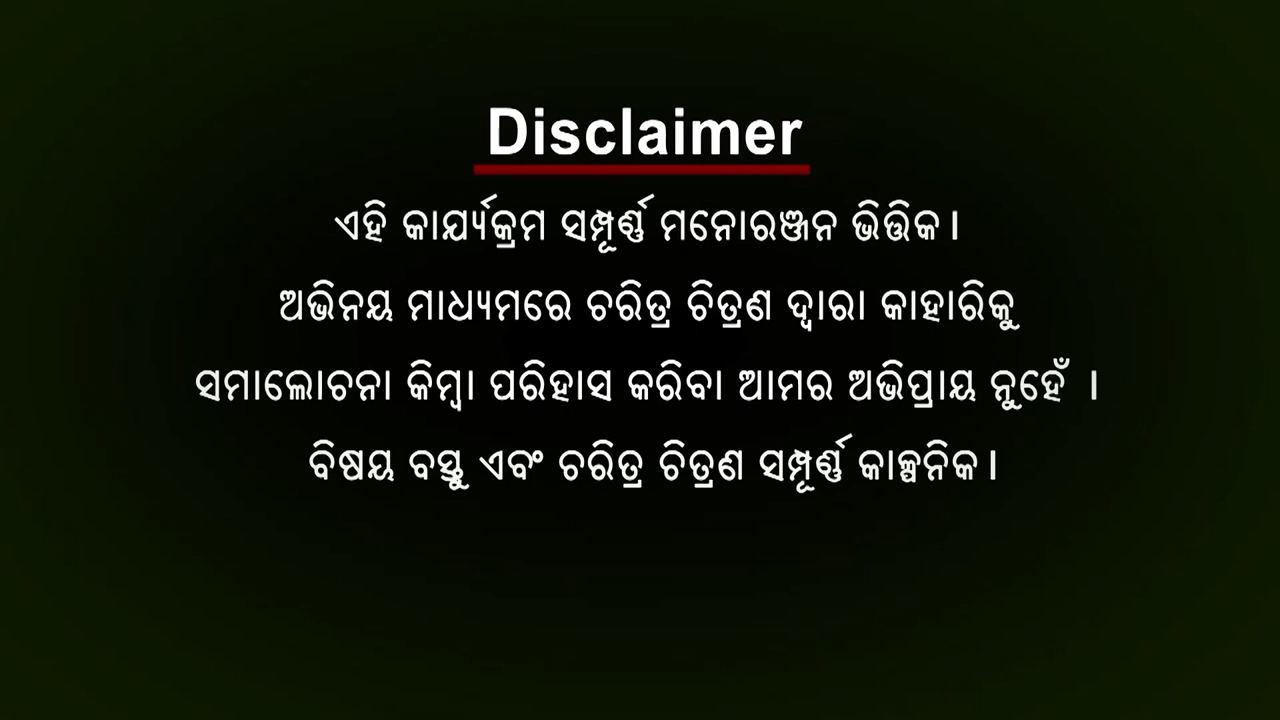 Disclaimer
ଏହି କାର୍ଯ୍ୟକ୍ରମ ସମ୍ପୂର୍ଣ୍ଣ ମନୋରଞ୍ଜନ ଭିତ୍ତିକ।
ଅଭିନୟ ମାଧ୍ୟମରେ ଚରିତ୍ର ଚିତ୍ରଣ ଦ୍ୱାରା କାହାରିକୁ
ସମାଲୋଚନା କିମ୍ବା ପରିହାସ କରିବା ଆମର ଅଭିପ୍ରାୟ ନୁହେଁ ।
ବିଷୟ ବସ୍ତୁ ଏବଂ ଚରିତ୍ର ଚିତ୍ରଣ ସମ୍ପୂର୍ଣ୍ଣ କାଳ୍ପନିକ।